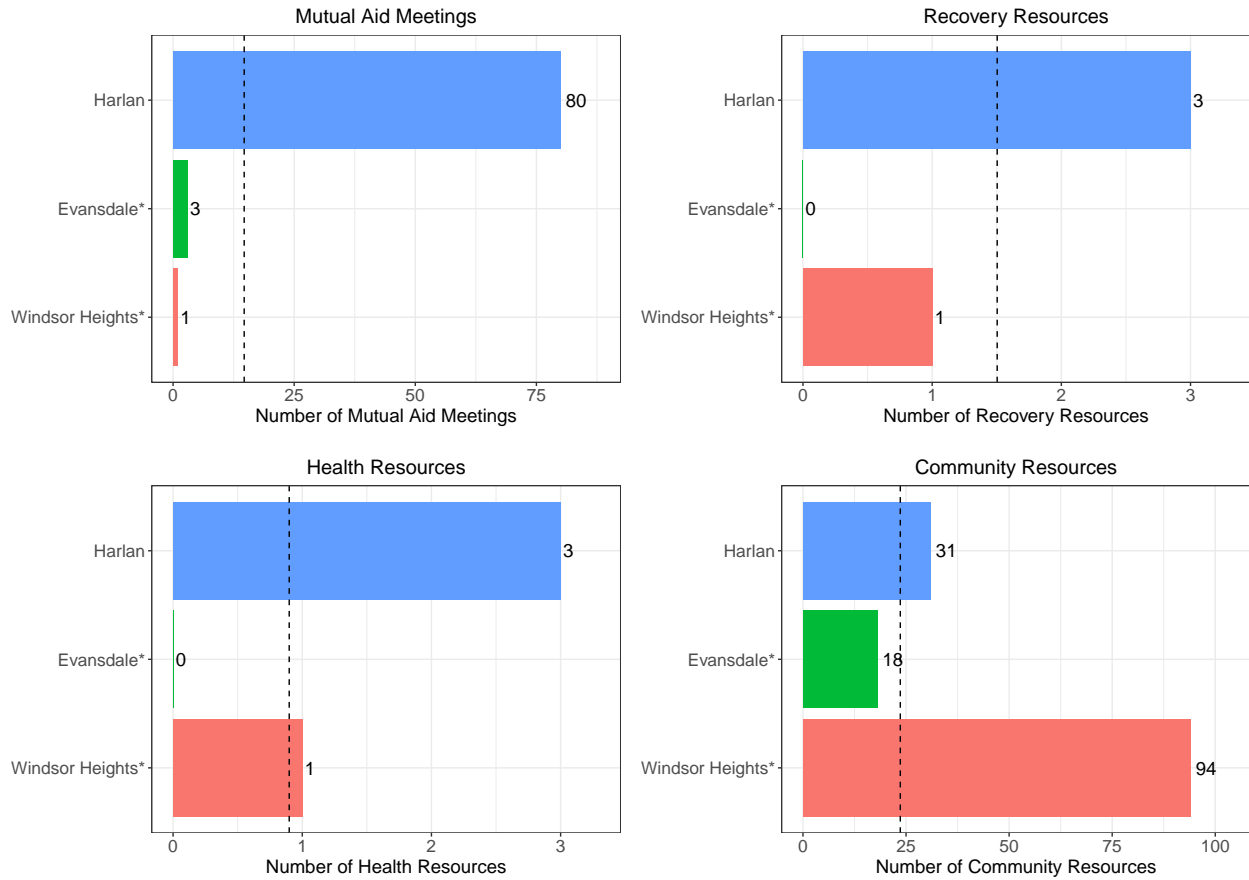 Mutual Aid Meetings
Harlan
80
Evansdale*
3
Windsor Heights*
1
0
25
50
75
Number of Mutual Aid Meetings
Recovery Resources
Harlan
3
Evansdale*
0
Windsor Heights*
1
0
1
2
3
Number of Recovery Resources
Health Resources
Harlan
3
Evansdale*
0
Windsor Heights*
1
0
1
2
3
Number of Health Resources
Community Resources
Harlan
31
Evansdale*
18
Windsor Heights*
94
0
25
50
75
100
Number of Community Resources